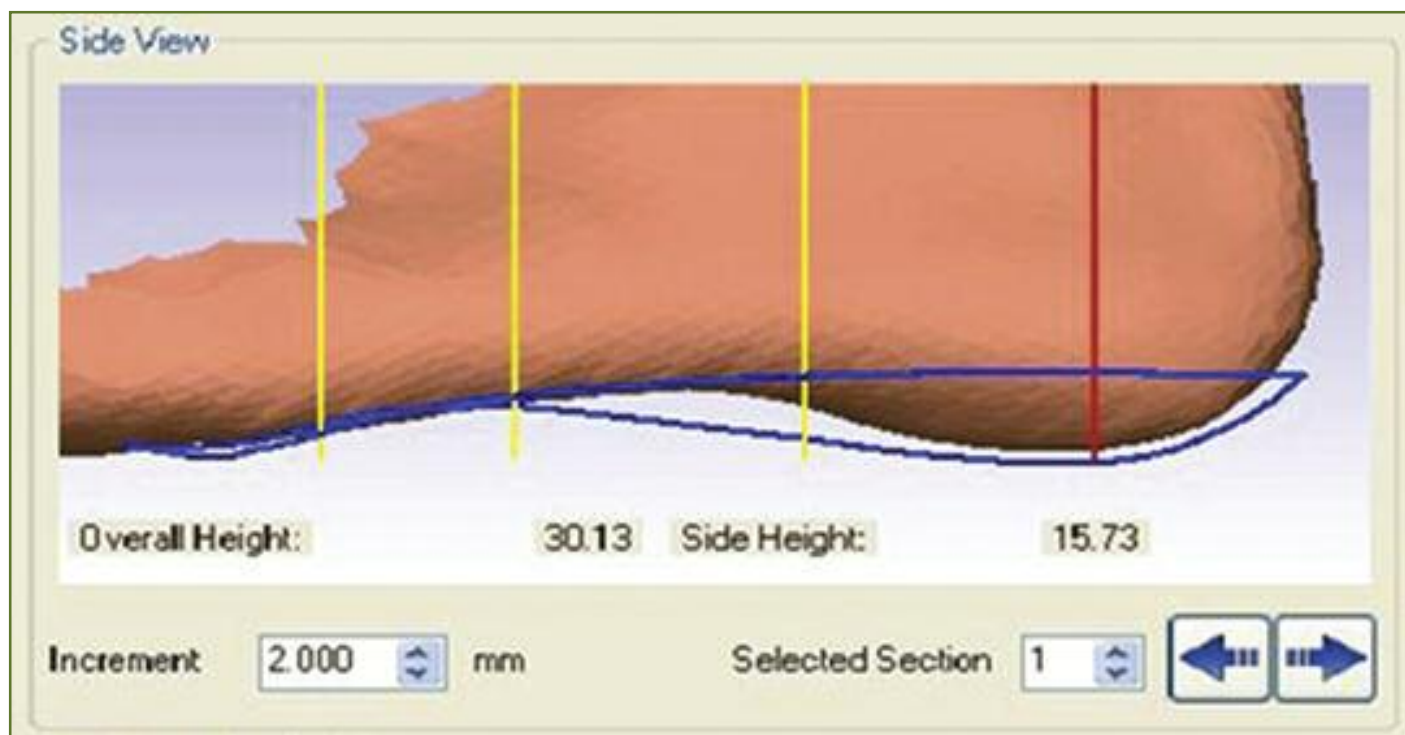 Side View
Overall Height: 30.13 Side Height: 15.73
Increment 2.000 mm Selected Section 1